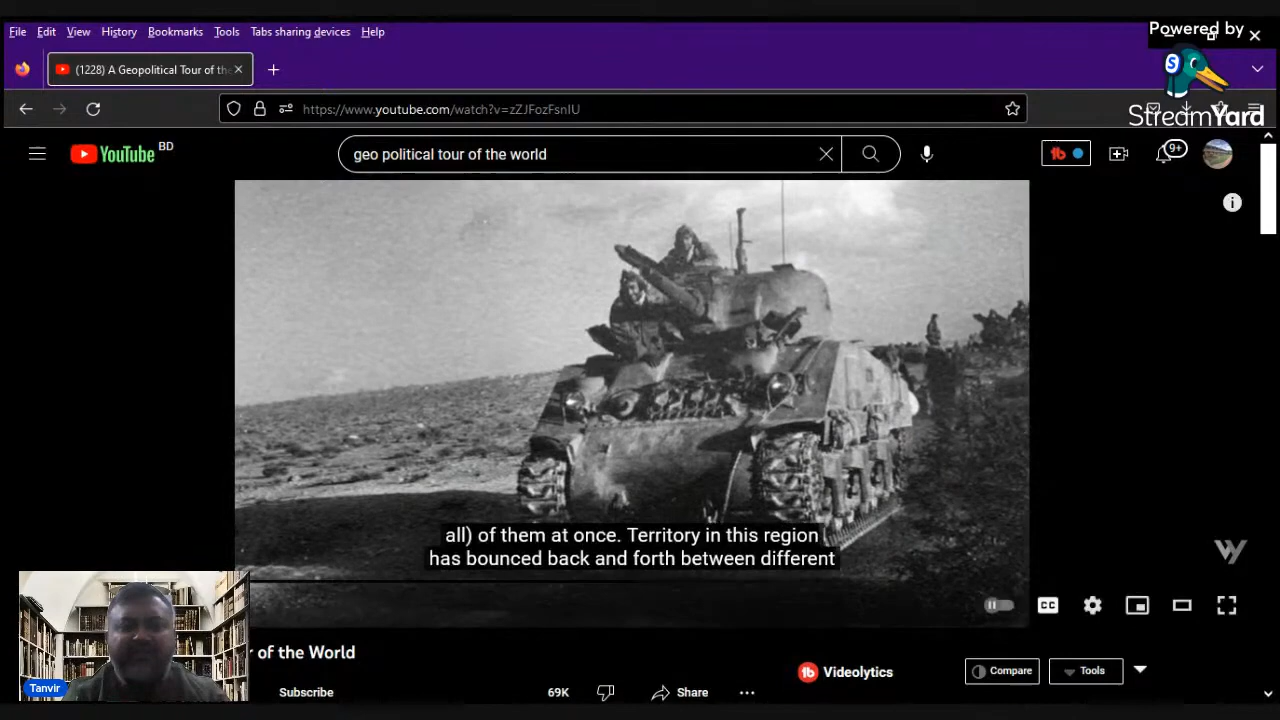 Powered by
File Edit View History Bookmarks Tools Tabs sharing devices Help
(1228) A Geopolitical Tour of the
StreamYard
https://www.youtube.com/watch?v=zZJFozFsnIU
YouTube BD
geo political tour of the world
9+
all) of them at once. Territory in this region
has bounced back and forth between different
CC
of the World
Videolytics
Compare
Tools
Tanvir
Subscribe
69K
Share